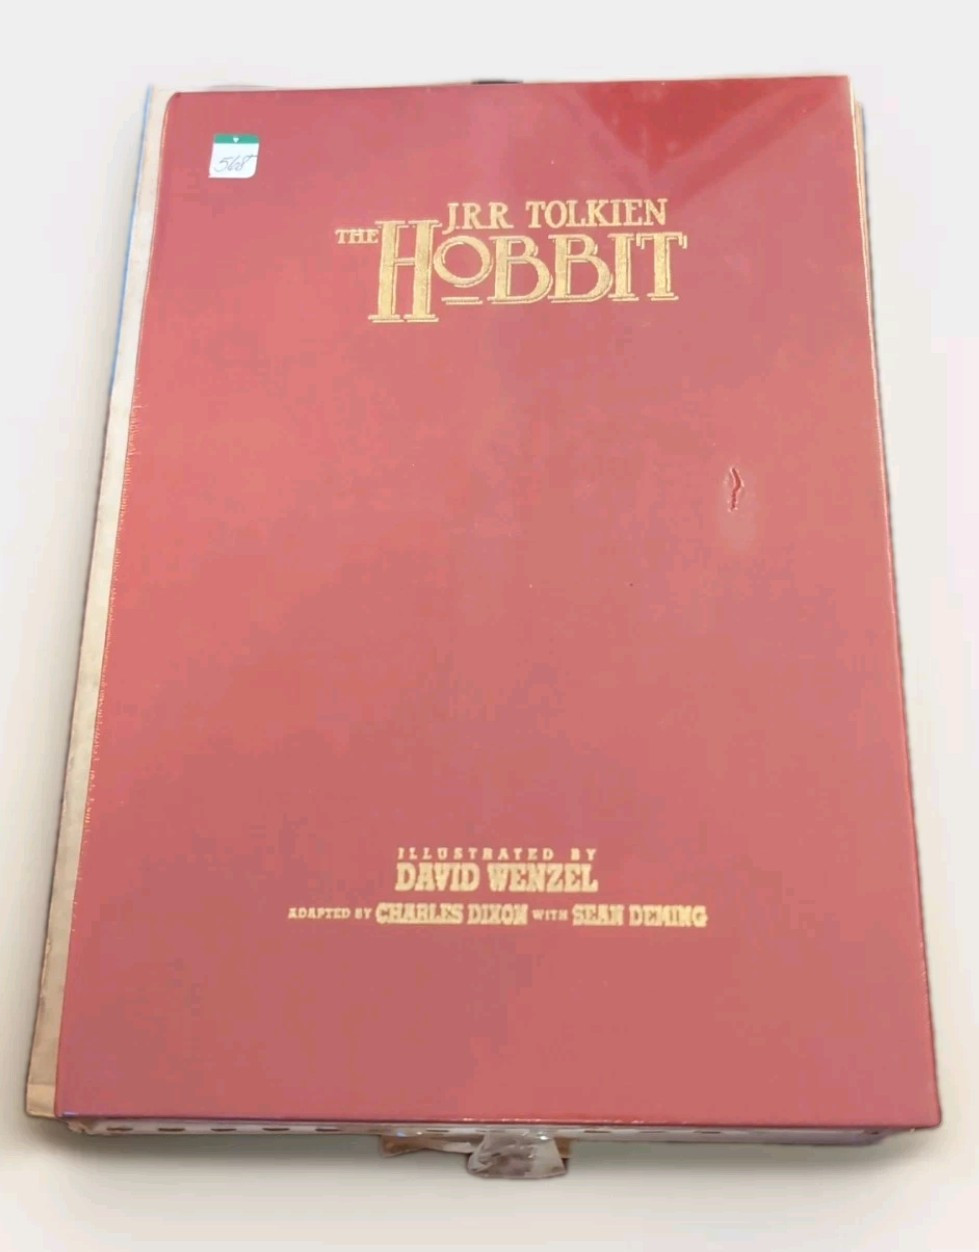 568
J.R.R TOLKIEN
THE HOBBIT
ILLUSTRATED BY
DAVID WENZEL
ADAPTED BY CHARLES DIXON WITH SEAN DEMING